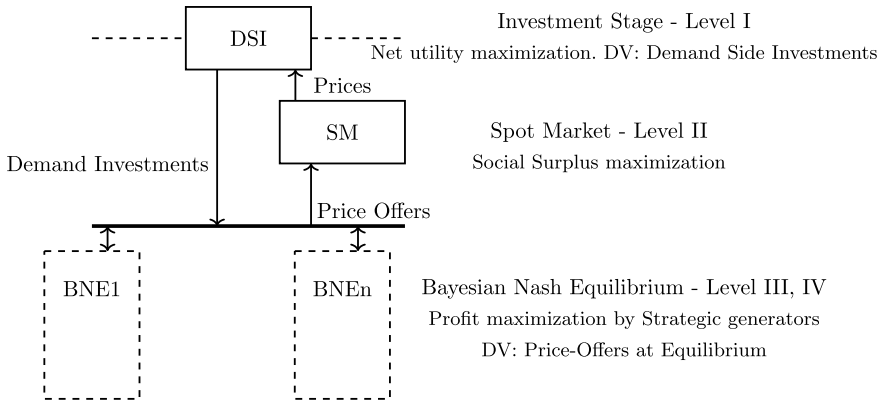 DSI
Investment Stage - Level I
Net utility maximization. DV: Demand Side Investments
Prices
SM
Spot Market - Level II
Social Surplus maximization
Demand Investments
Price Offers
BNE1
BNEn
Bayesian Nash Equilibrium - Level III, IV
Profit maximization by Strategic generators
DV: Price-Offers at Equilibrium